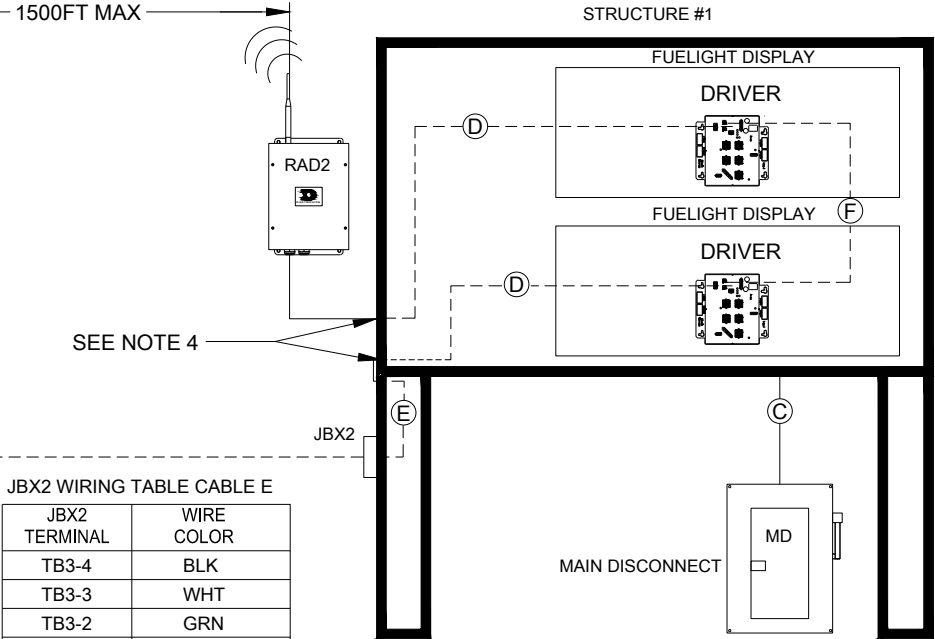 1500FT MAX
STRUCTURE #1
FUELIGHT DISPLAY
DRIVER
D
RAD2
D
F
FUELIGHT DISPLAY
DRIVER
D
SEE NOTE 4
E
C
JBX2
JBX2 WIRING TABLE CABLE E
JBX2 TERMINAL
WIRE COLOR
TB3-4 BLK
TB3-3 WHT
TB3-2 GRN
MD
MAIN DISCONNECT